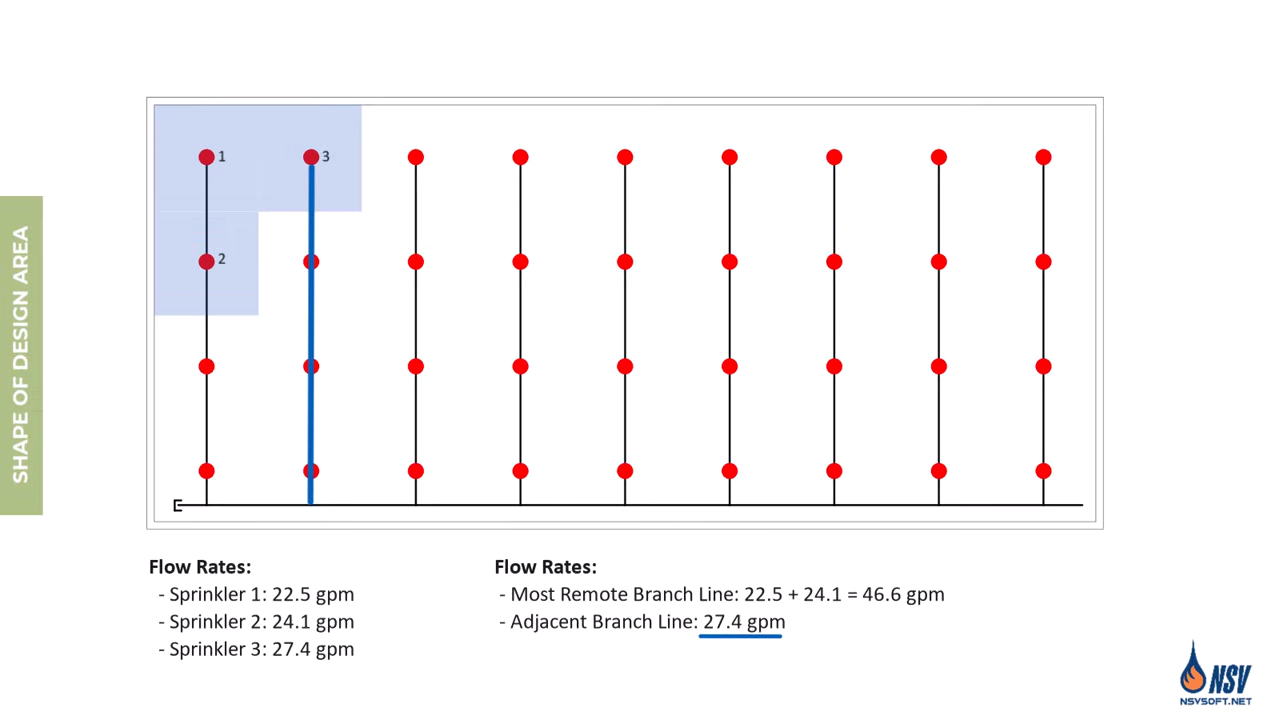 SHAPE OF DESIGN AREA
1
3
2
Flow Rates:
- Sprinkler 1: 22.5 gpm
- Sprinkler 2: 24.1 gpm
- Sprinkler 3: 27.4 gpm
Flow Rates:
- Most Remote Branch Line: 22.5 + 24.1 = 46.6 gpm
- Adjacent Branch Line: 27.4 gpm
NSV
NSVSOFT.NET